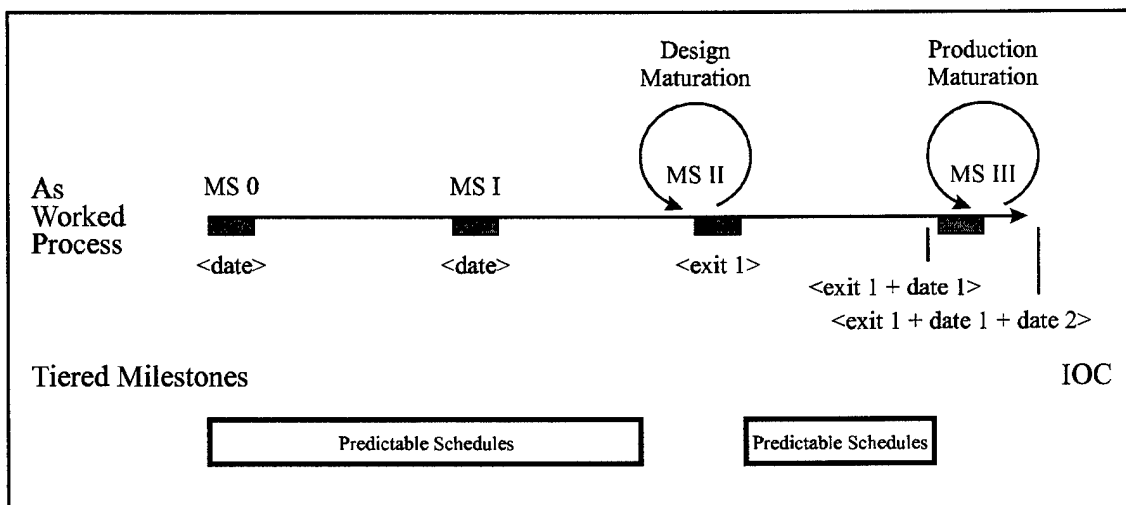 Design
Maturation
Production
Maturation
As
Worked
Process
MS 0
MS I
MS II
MS III
<date>
<date>
<exit 1>
<exit 1 + date 1>
<exit 1 + date 1 + date 2>
Tiered Milestones
IOC
Predictable Schedules
Predictable Schedules